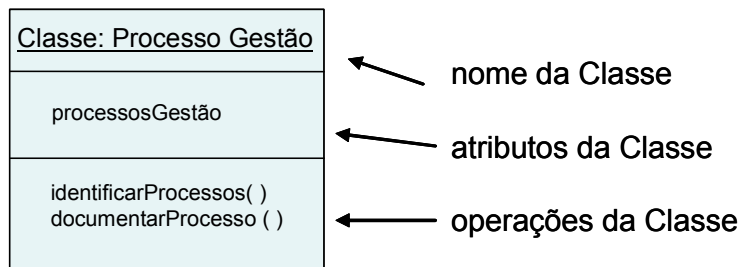 Classe: Processo Gestão
nome da Classe
processosGestão
atributos da Classe
identificarProcessos( )
documentarProcesso ( )
operações da Classe